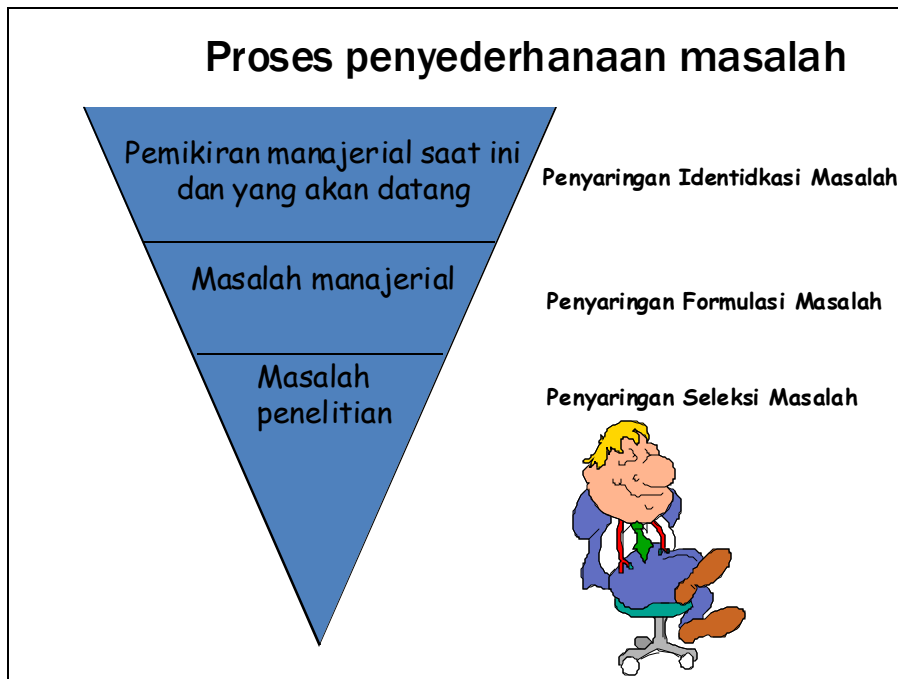 Proses penyederhanaan masalah
Pemikiran manajerial saat ini
dan yang akan datang
Penyaringan Identidkasi Masalah
Masalah manajerial
Penyaringan Formulasi Masalah
Masalah
penelitian
Penyaringan Seleksi Masalah